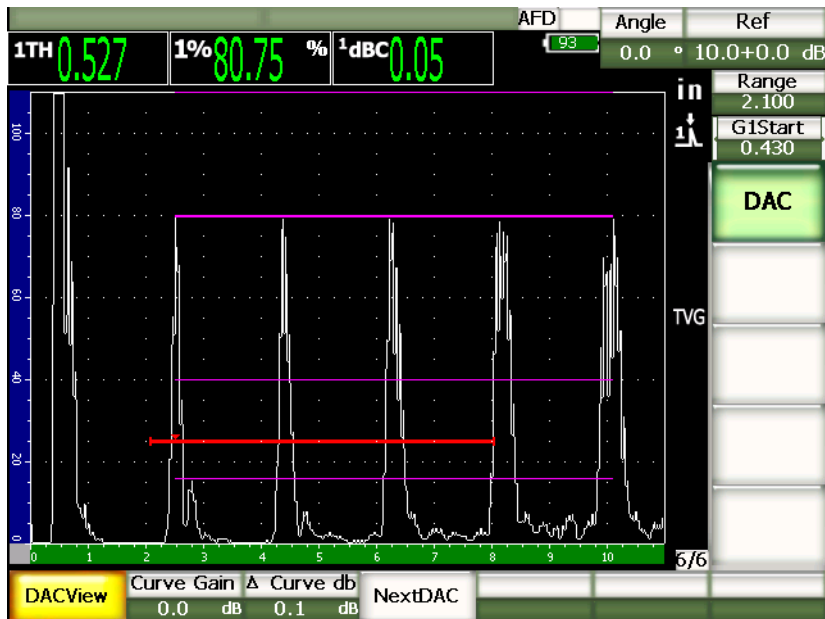 AFD
Angle
Ref
1TH 0.527
1% 80.75 %
1dBC 0.05
93
0.0 °
10.0+0.0 dB
in
Range
2.100
1
G1Start
0.430
DAC
TVG
100
80
60
40
20
0
0 1 2 3 4 5 6 7 8 9 10
6/6
DACView
Curve Gain
0.0 dB
Δ Curve db
0.1 dB
NextDAC